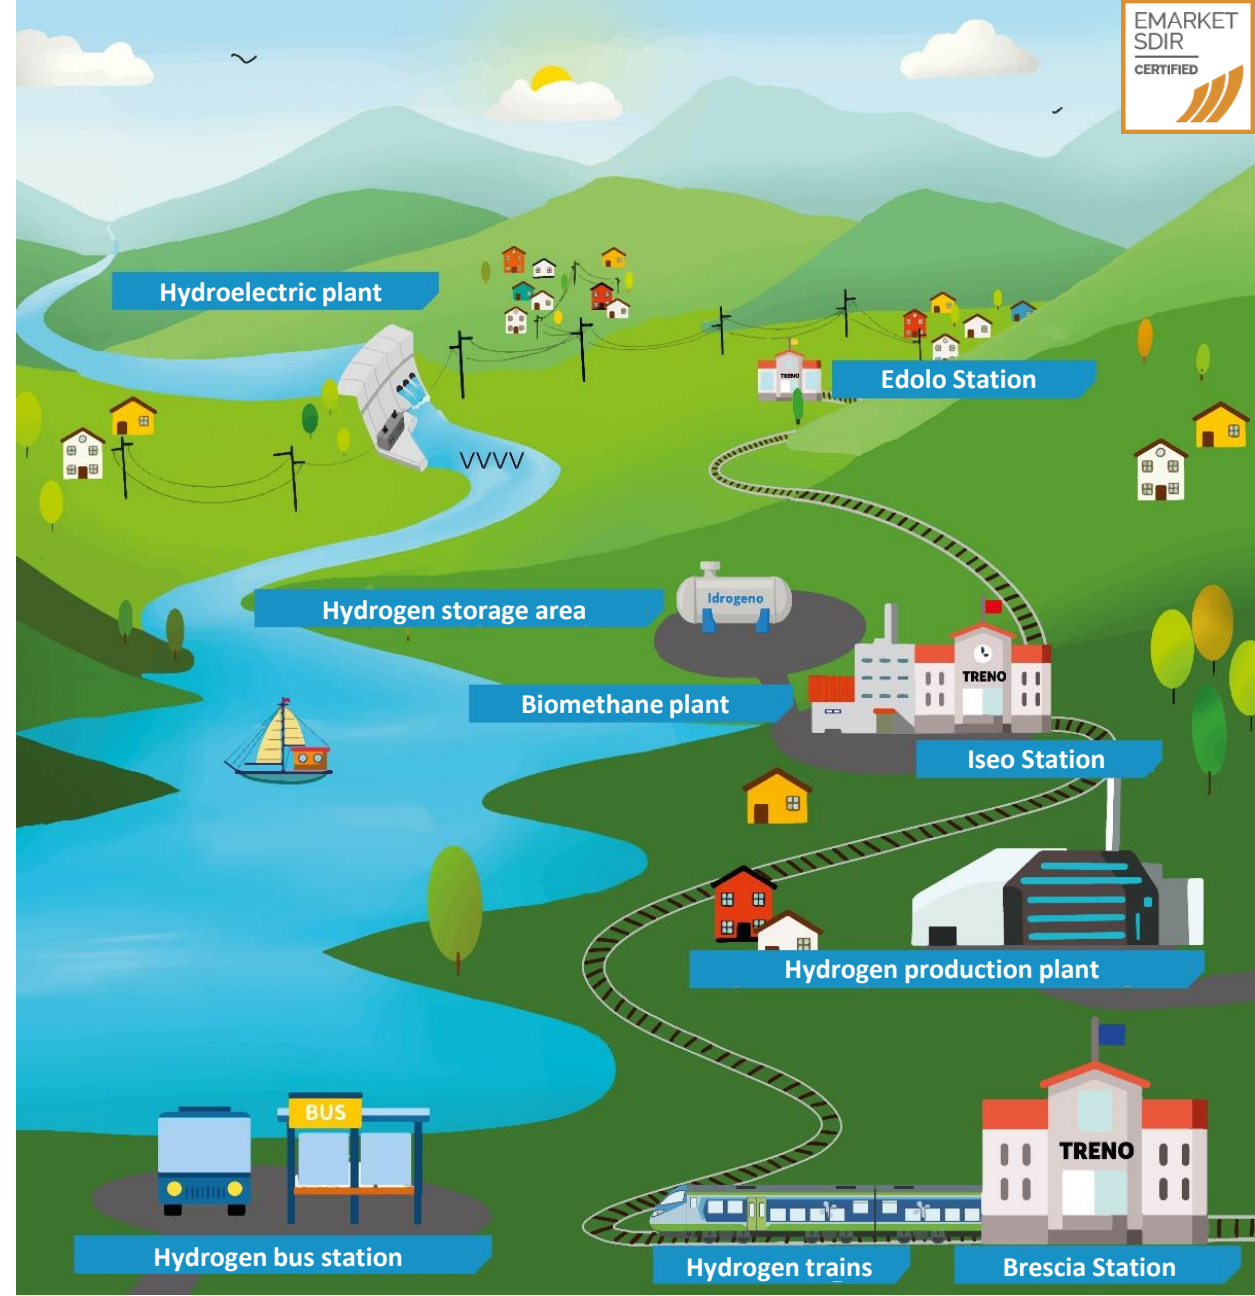 EMARKET
SDIR
CERTIFIED
Hydroelectric plant
TRENO
Edolo Station
VVVV
Hydrogen storage area
Idrogeno
Biomethane plant
TRENO
Iseo Station
Hydrogen production plant
BUS
TRENO
Hydrogen bus station
Hydrogen trains
Brescia Station